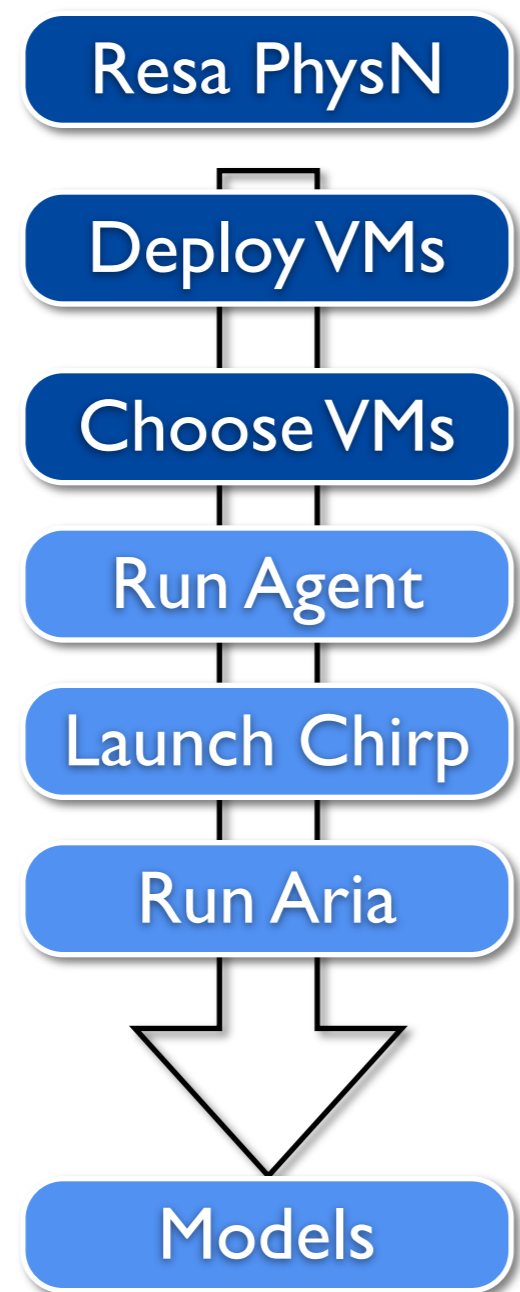 Resa PhysN
Deploy VMs
Choose VMs
Run Agent
Launch Chirp
Run Aria
Models